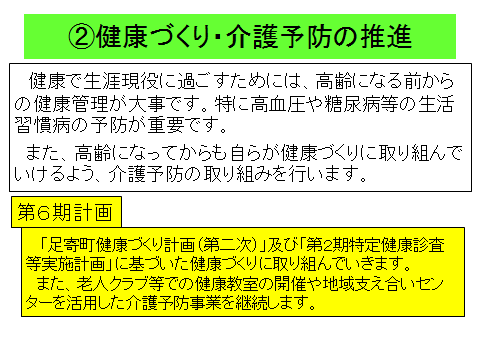 ②健康づくり・介護予防の推進
健康で生涯現役に過ごすためには、高齢になる前から
の健康管理が大事です。特に高血圧や糖尿病等の生活
習慣病の予防が重要です。
また、高齢になってからも自らが健康づくりに取り組んで
いけるよう、介護予防の取り組みを行います。
第6期計画
「足寄町健康づくり計画(第二次)」及び「第2期特定健康診査
等実施計画」に基づいた健康づくりに取り組んでいきます。
また、老人クラブ等での健康教室の開催や地域支え合いセン
ターを活用した介護予防事業を継続します。